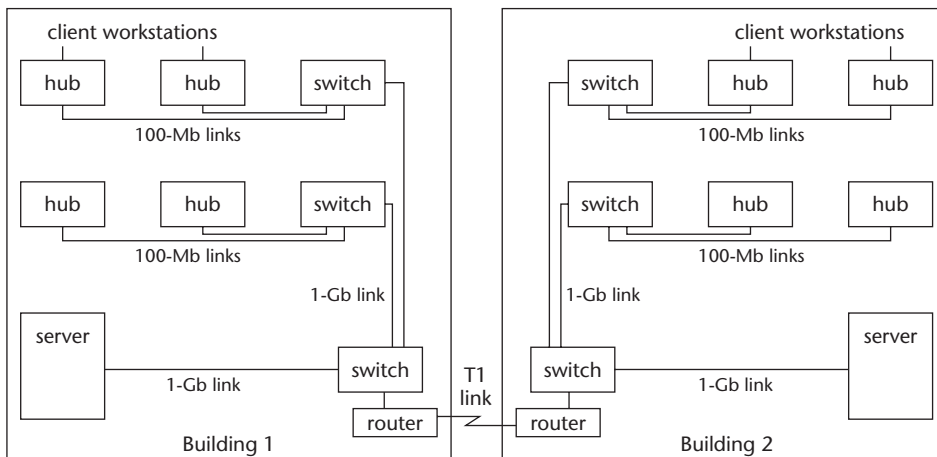 client workstations
hub hub switch
100-Mb links
hub hub switch
100-Mb links
1-Gb link
server
switch
1-Gb link
router
Building 1
T1
link
client workstations
switch hub hub
100-Mb links
switch hub hub
100-Mb links
1-Gb link
server
switch
1-Gb link
router
Building 2